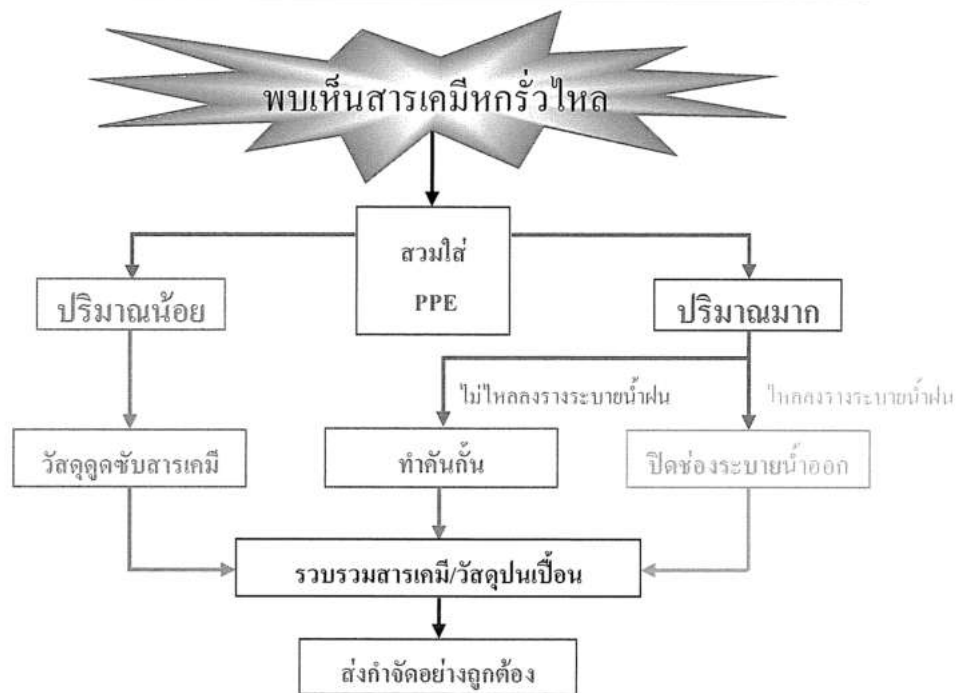 พบเห็นสารเคมีหกรั่วไหล
สวมใส่
PPE
ปริมาณน้อย
ปริมาณมาก
ไม่ไหลลงรางระบายน้ำฝน
ไหลลงรางระบายน้ำฝน
วัสดุดูดซับสารเคมี
ทำคันกั้น
ปิดช่องระบายน้ำออก
รวบรวมสารเคมี/วัสดุปนเปื้อน
ส่งกำจัดอย่างถูกต้อง